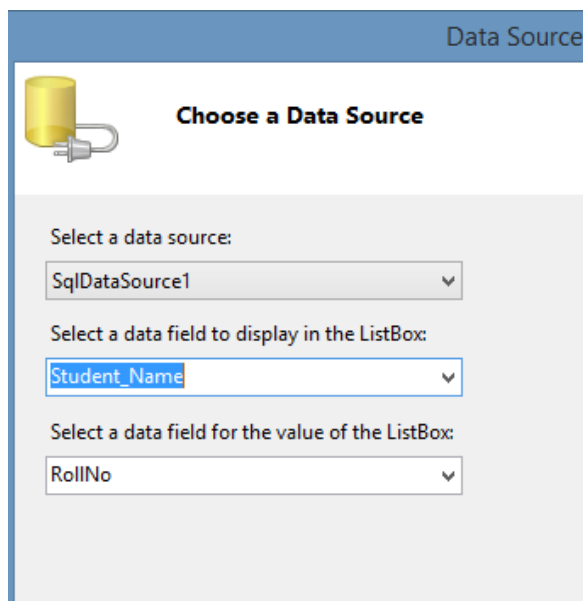 Data Source
Choose a Data Source
Select a data source:
SqlDataSource1
Select a data field to display in the ListBox:
Student_Name
Select a data field for the value of the ListBox:
RollNo